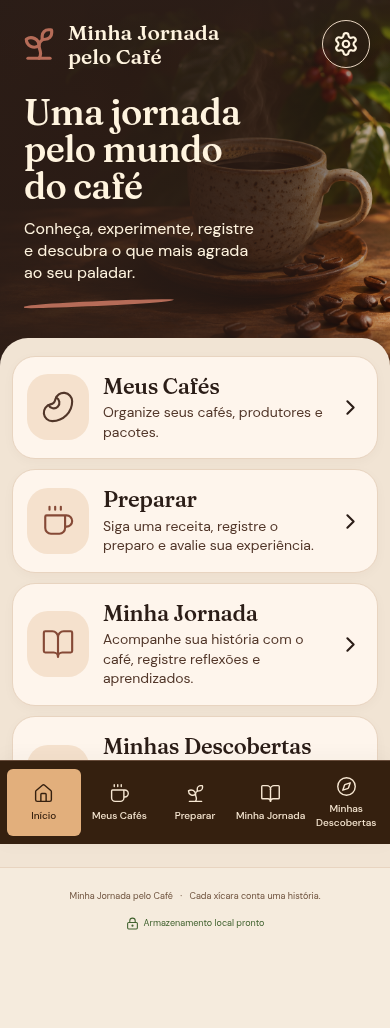 Minha Jornada
pelo Café
Uma jornada
pelo mundo
do café
Conheça, experimente, registre
e descubra o que mais agrada
ao seu paladar.
Meus Cafés
Organize seus cafés, produtores e
pacotes.
Preparar
Siga uma receita, registre o
preparo e avalie sua experiência.
Minha Jornada
Acompanhe sua história com o
café, registre reflexões e
aprendizados.
Minhas Descobertas
Início
Meus Cafés
Preparar
Minha Jornada
Minhas
Descobertas
Minha Jornada pelo Café · Cada xícara conta uma história.
Armazenamento local pronto